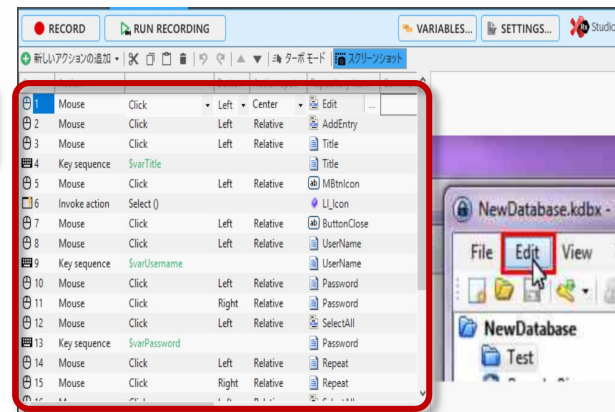 RECORD RUN RECORDING VARIABLES... SETTINGS... Studio
新しいアクションの追加 ターボモード スクリーンショット
1 Mouse Click Left Center Edit ...
2 Mouse Click Left Relative AddEntry
3 Mouse Click Left Relative Title
4 Key sequence $varTitle Title
5 Mouse Click Left Relative MBtnIcon
6 Invoke action Select () LI_Icon
7 Mouse Click Left Relative ButtonClose
8 Mouse Click Left Relative UserName
9 Key sequence $varUsername UserName
10 Mouse Click Left Relative Password
11 Mouse Click Right Relative Password
12 Mouse Click Left Relative SelectAll
13 Key sequence $varPassword Password
14 Mouse Click Left Relative Repeat
15 Mouse Click Right Relative Repeat
NewDatabase.kdbx -
File Edit View
NewDatabase
Test